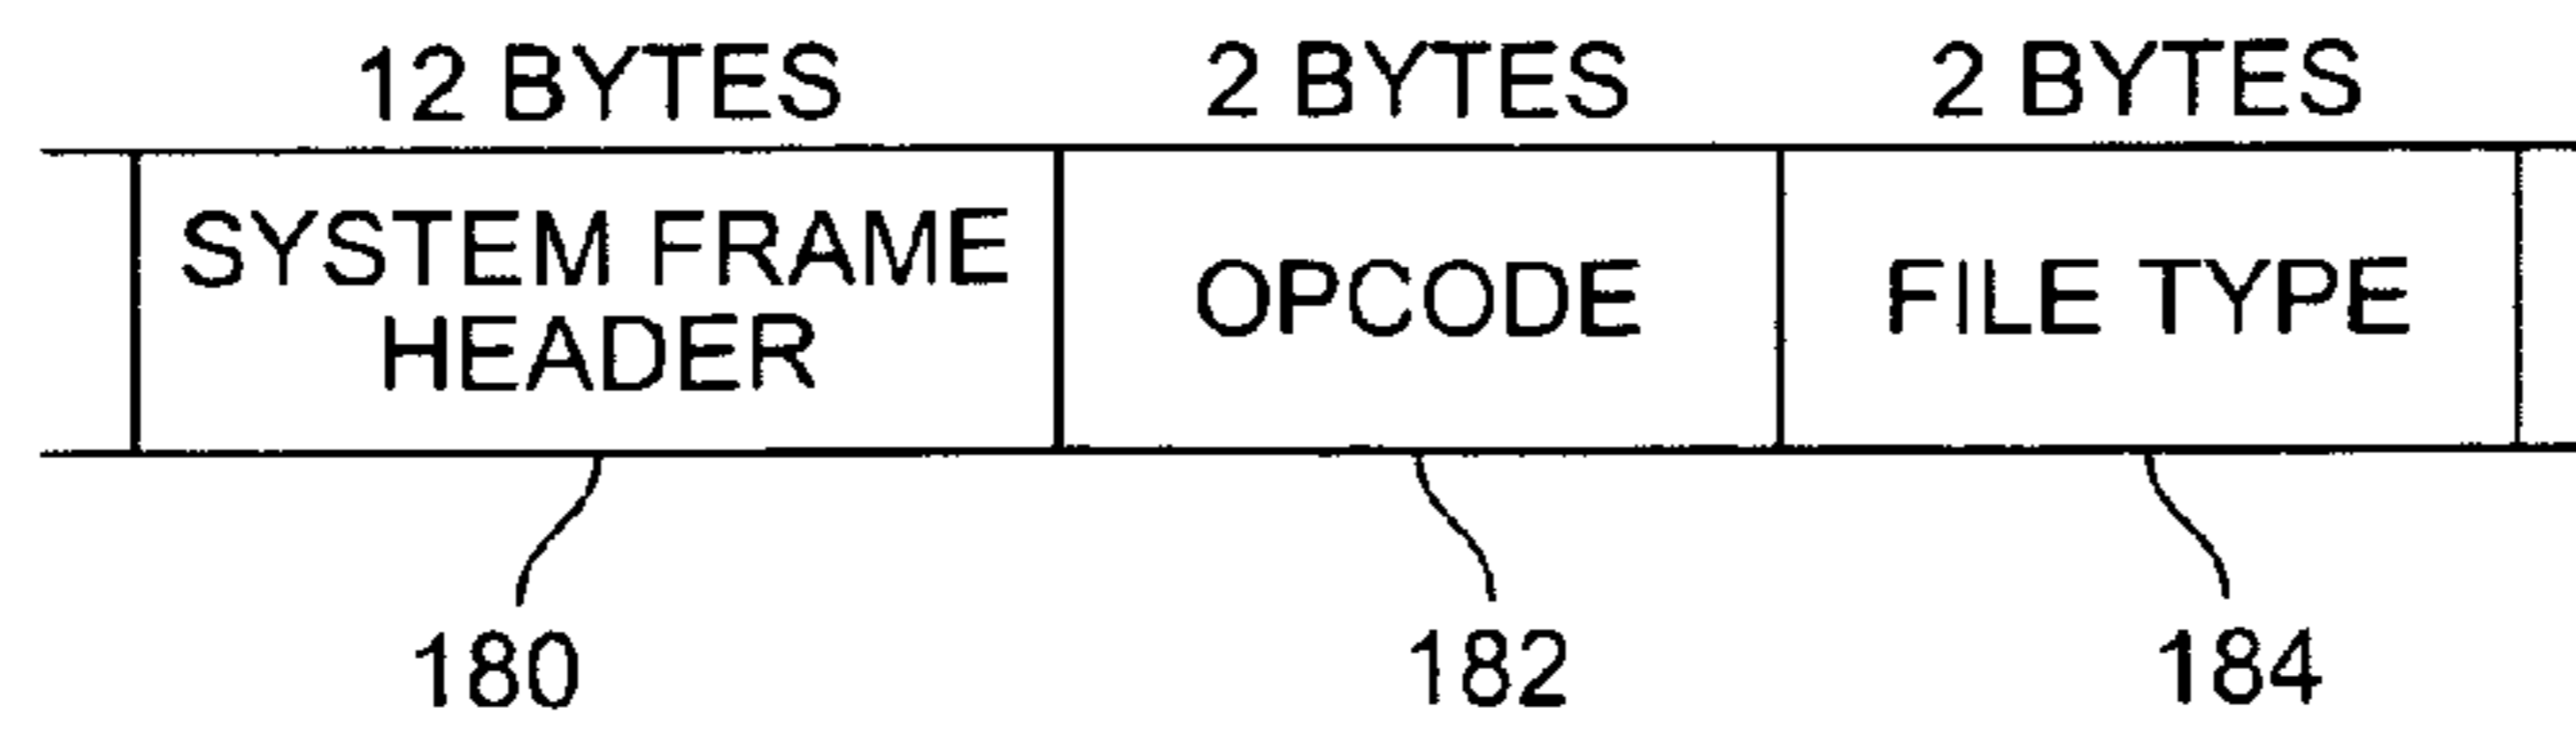 12 BYTES
2 BYTES
2 BYTES
SYSTEM FRAME
HEADER
OPCODE
FILE TYPE
180
182
184